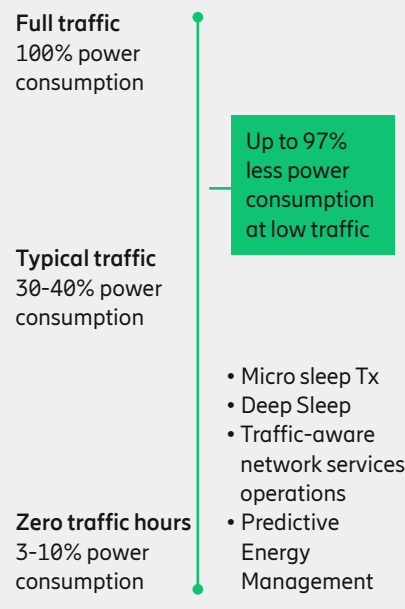 Full traffic
100% power
consumption
Up to 97%
less power
consumption
at low traffic
Typical traffic
30-40% power
consumption
• Micro sleep Tx
• Deep Sleep
• Traffic-aware
network services
operations
• Predictive
Energy
Management
Zero traffic hours
3-10% power
consumption